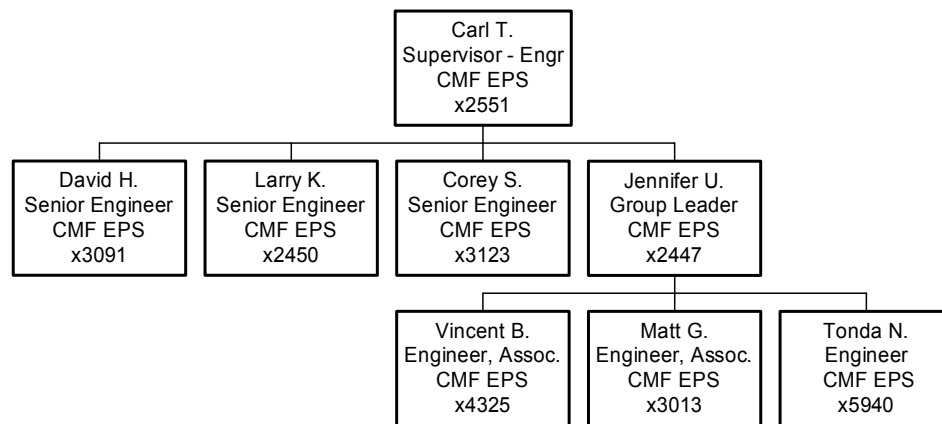 Carl T.
Supervisor - Engr
CMF EPS
x2551
David H.
Senior Engineer
CMF EPS
x3091
Larry K.
Senior Engineer
CMF EPS
x2450
Corey S.
Senior Engineer
CMF EPS
x3123
Jennifer U.
Group Leader
CMF EPS
x2447
Vincent B.
Engineer, Assoc.
CMF EPS
x4325
Matt G.
Engineer, Assoc.
CMF EPS
x3013
Tonda N.
Engineer
CMF EPS
x5940